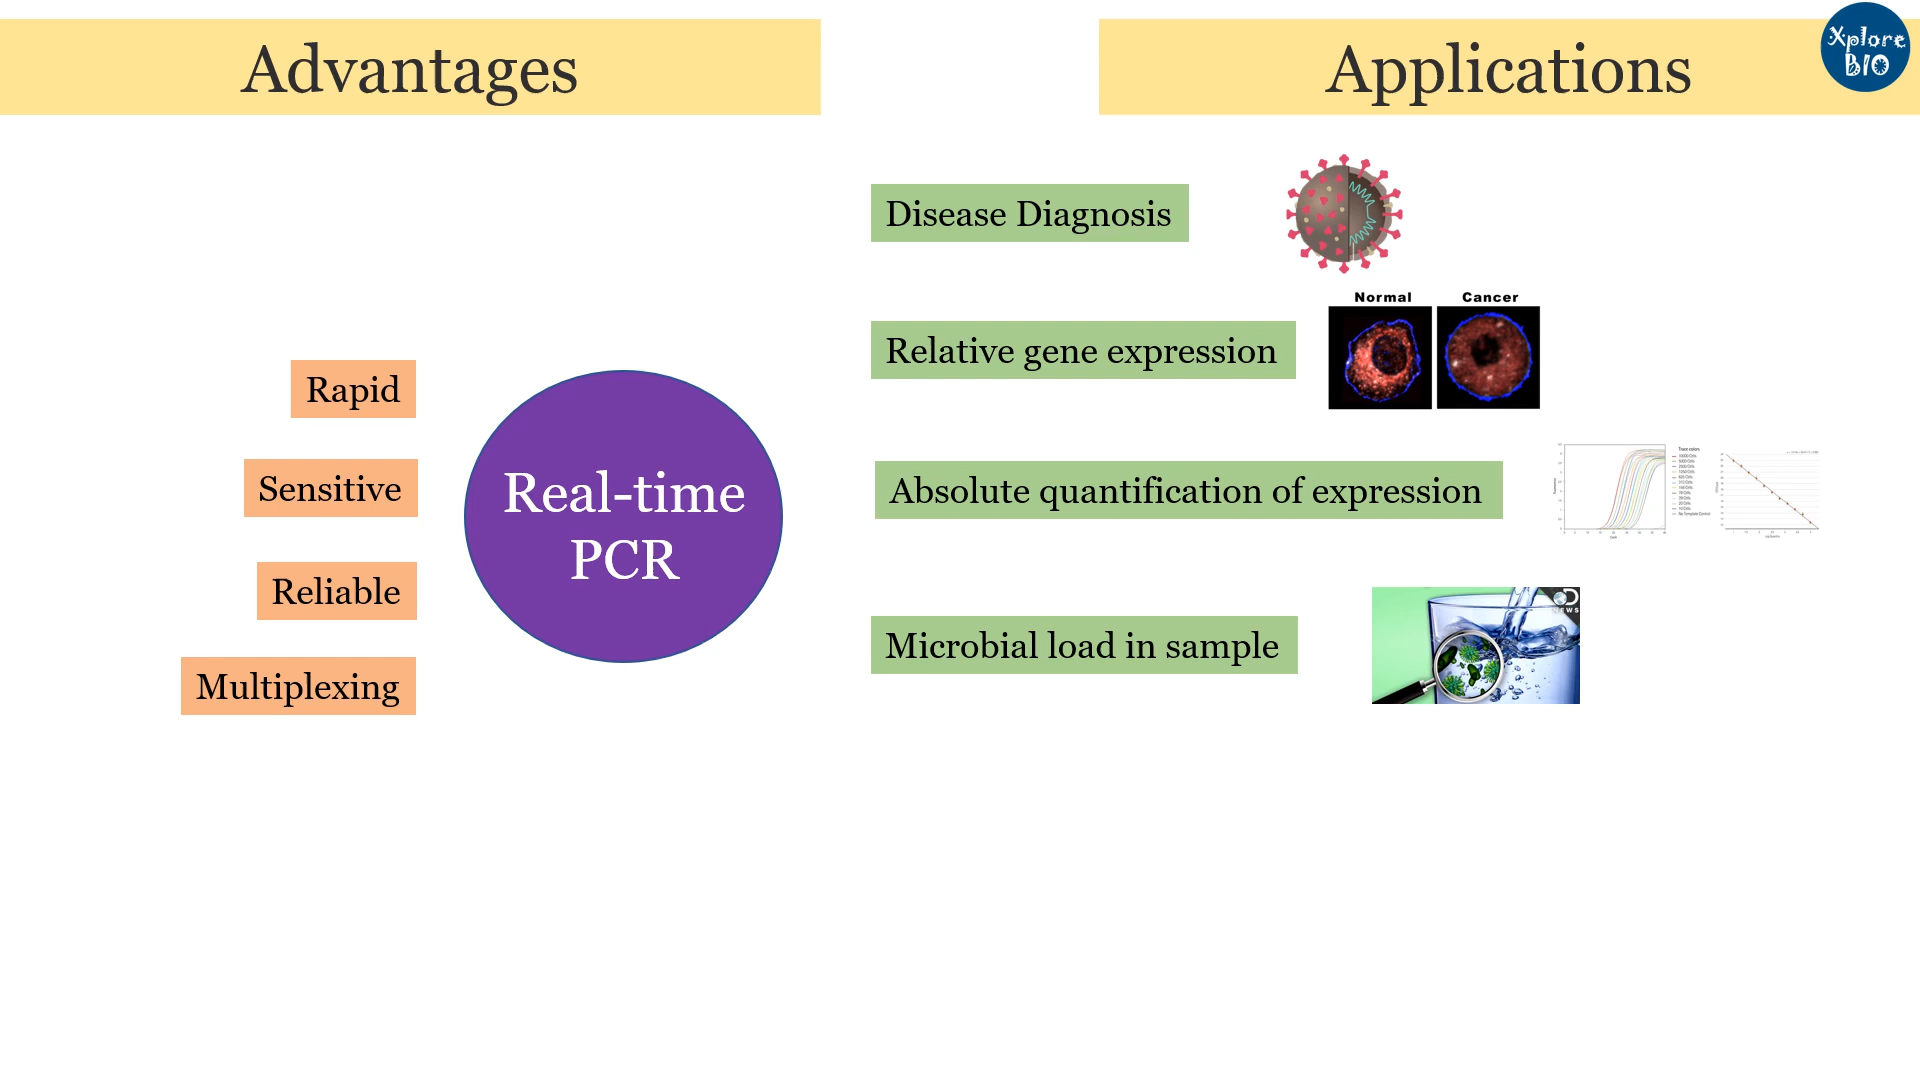 Advantages
Applications
Xplore
BIO
Rapid
Sensitive
Reliable
Multiplexing
Real-time
PCR
Disease Diagnosis
Normal
Cancer
Relative gene expression
Absolute quantification of expression
Microbial load in sample
NEWS